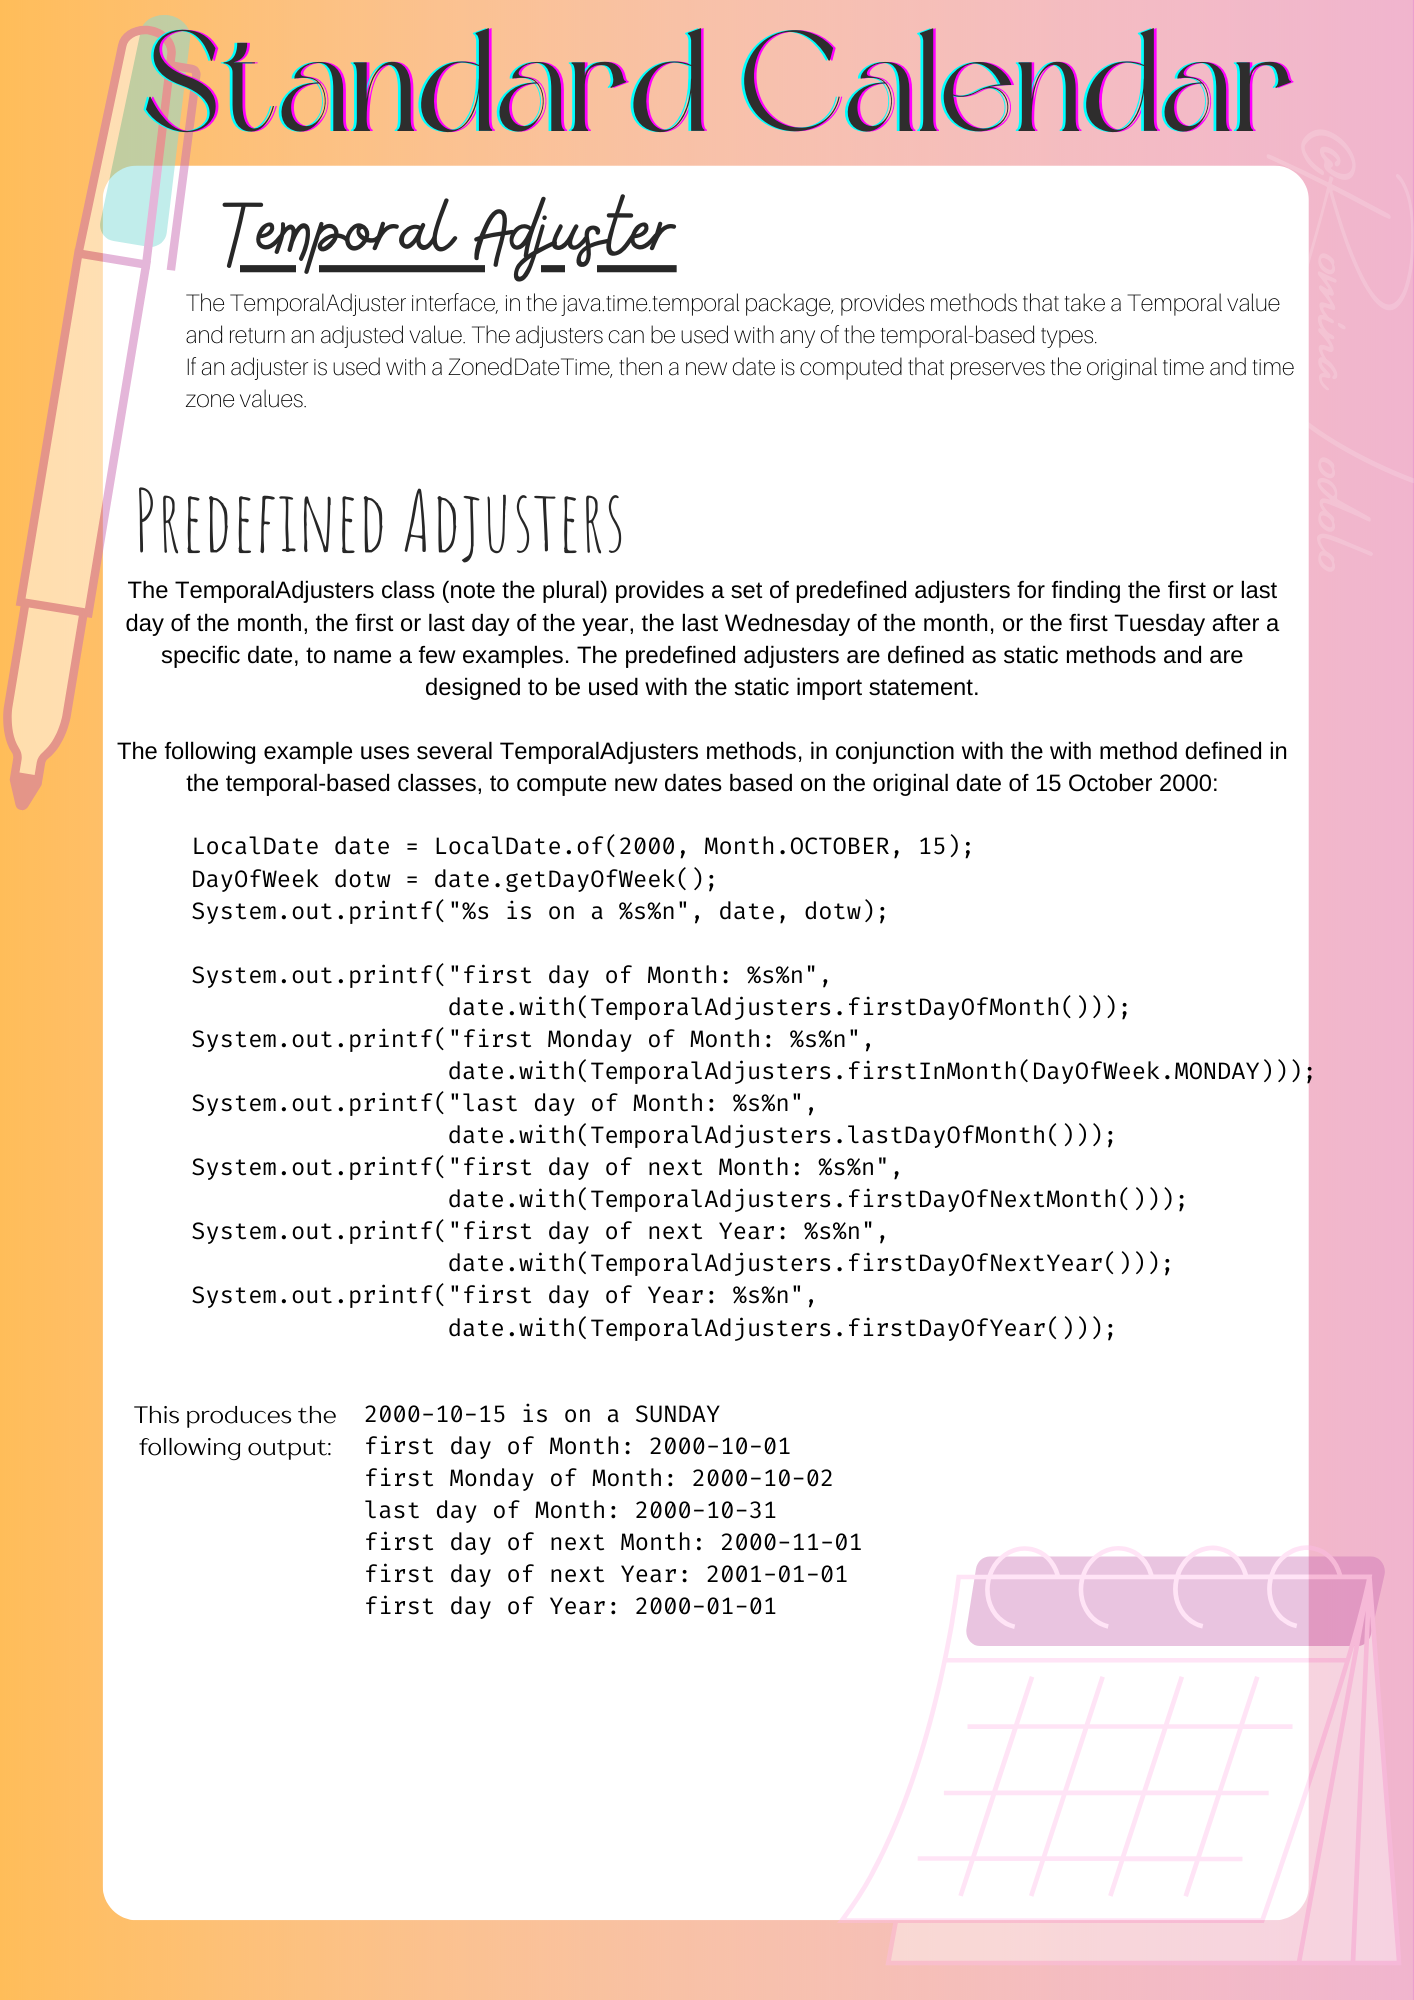 Standard Calendar
Temporal Adjuster
The TemporalAdjuster interface, in the java.time.temporal package, provides methods that take a Temporal value
and return an adjusted value. The adjusters can be used with any of the temporal-based types.
If an adjuster is used with a ZonedDateTime, then a new date is computed that preserves the original time and time
zone values.
Predefined Adjusters
The TemporalAdjusters class (note the plural) provides a set of predefined adjusters for finding the first or last
day of the month, the first or last day of the year, the last Wednesday of the month, or the first Tuesday after a
specific date, to name a few examples. The predefined adjusters are defined as static methods and are
designed to be used with the static import statement.
The following example uses several TemporalAdjusters methods, in conjunction with the with method defined in
the temporal-based classes, to compute new dates based on the original date of 15 October 2000:
LocalDate date = LocalDate.of(2000, Month.OCTOBER, 15);
DayOfWeek dotw = date.getDayOfWeek();
System.out.printf("%s is on a %s%n", date, dotw);
System.out.printf("first day of Month: %s%n",
date.with(TemporalAdjusters.firstDayOfMonth()));
System.out.printf("first Monday of Month: %s%n",
date.with(TemporalAdjusters.firstInMonth(DayOfWeek.MONDAY)));
System.out.printf("last day of Month: %s%n",
date.with(TemporalAdjusters.lastDayOfMonth()));
System.out.printf("first day of next Month: %s%n",
date.with(TemporalAdjusters.firstDayOfNextMonth()));
System.out.printf("first day of next Year: %s%n",
date.with(TemporalAdjusters.firstDayOfNextYear()));
System.out.printf("first day of Year: %s%n",
date.with(TemporalAdjusters.firstDayOfYear()));
This produces the
following output:
2000-10-15 is on a SUNDAY
first day of Month: 2000-10-01
first Monday of Month: 2000-10-02
last day of Month: 2000-10-31
first day of next Month: 2000-11-01
first day of next Year: 2001-01-01
first day of Year: 2000-01-01
@Romina Iodolo